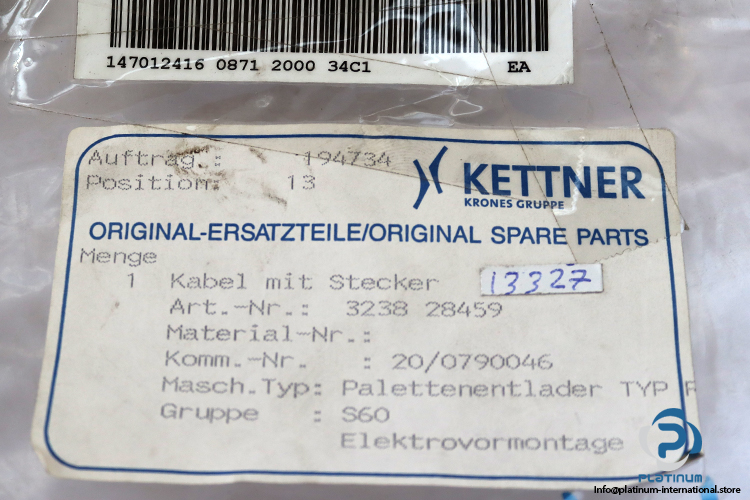 147012416 0871 2000 34C1 EA
Auftrag.: 194734
Position: 13
KETTNER
KRONES GRUPPE
ORIGINAL-ERSATZTEILE/ORIGINAL SPARE PARTS
Menge
1 Kabel mit Stecker 13327
Art.-Nr.: 3238 28459
Material-Nr.:
Komm.-Nr. : 20/0790046
Masch.Typ: Palettenentlader TYP
Gruppe : S60
Elektrovormontage
PLATINUM
INTERNATIONAL
Info@platinum-international.store